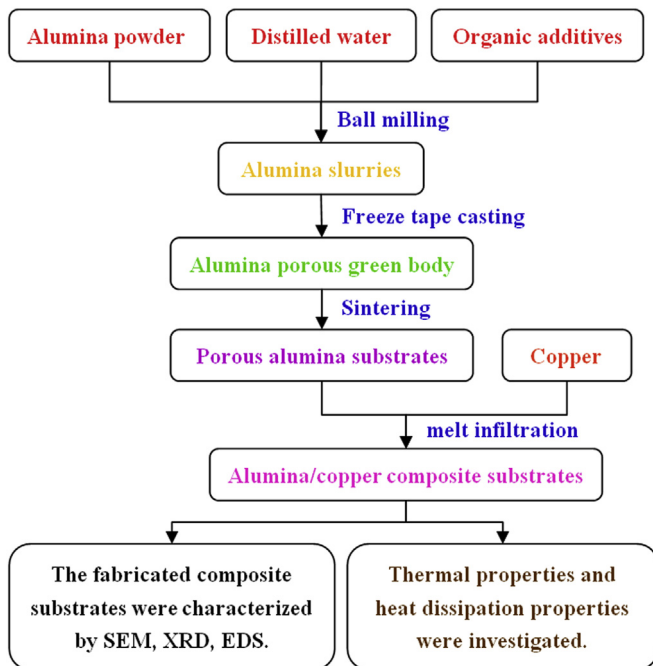 Alumina powder
Distilled water
Organic additives
Ball milling
Alumina slurries
Freeze tape casting
Alumina porous green body
Sintering
Porous alumina substrates
Copper
melt infiltration
Alumina/copper composite substrates
The fabricated composite
substrates were characterized
by SEM, XRD, EDS.
Thermal properties and
heat dissipation properties
were investigated.